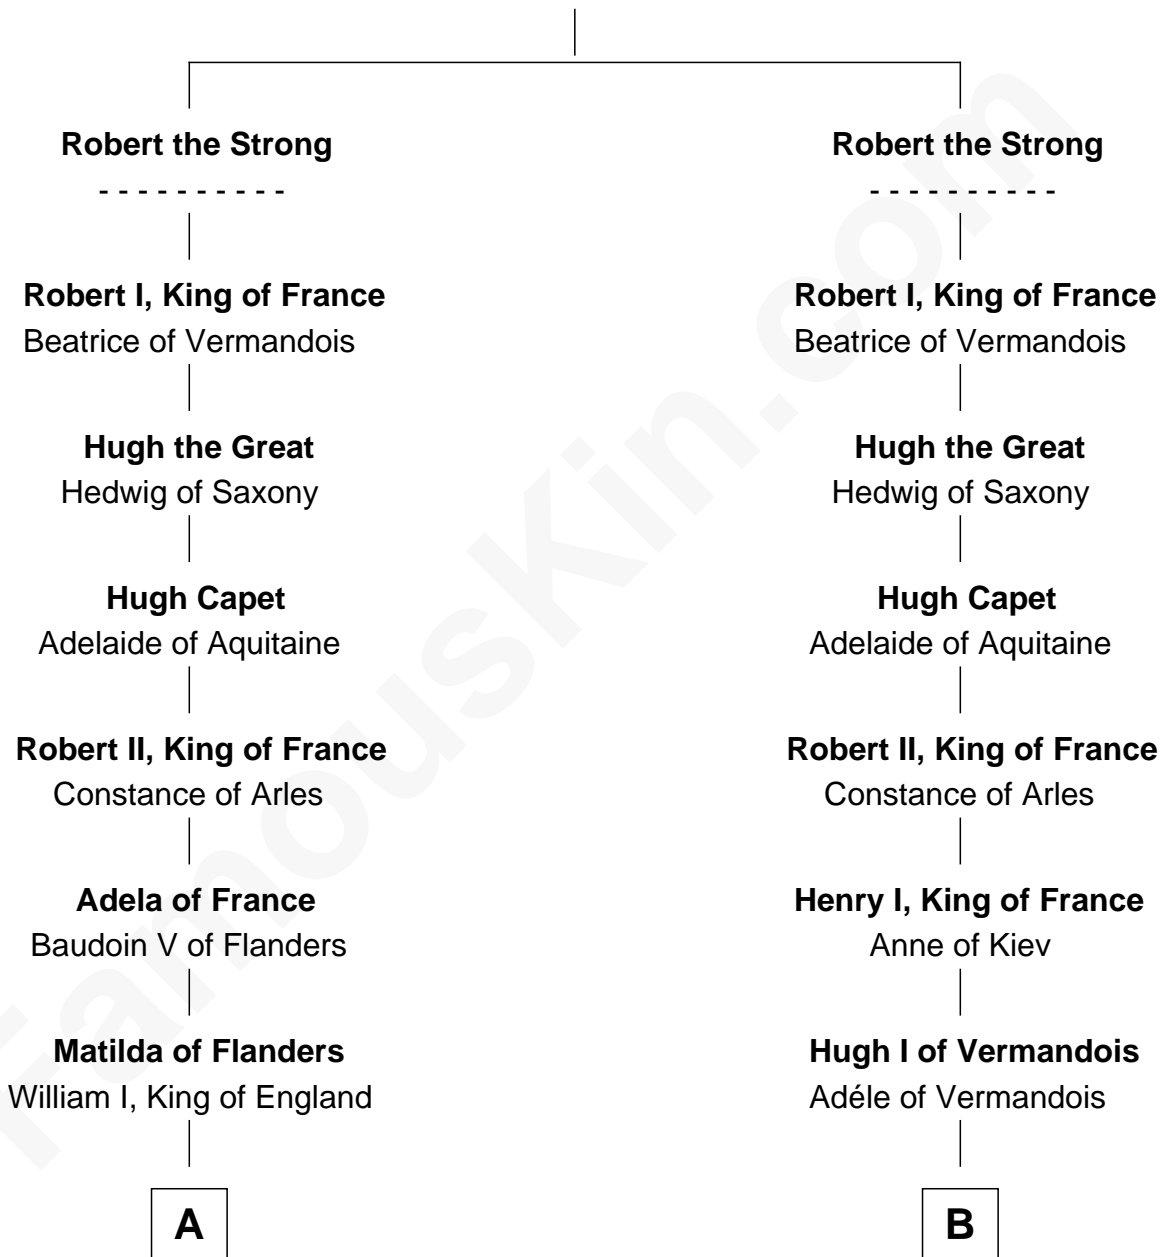 Robert the Strong
- - - - - - - - - -
Robert I, King of France
Beatrice of Vermandois
Hugh the Great
Hedwig of Saxony
Hugh Capet
Adelaide of Aquitaine
Robert II, King of France
Constance of Arles
Adela of France
Baudoin V of Flanders
Matilda of Flanders
William I, King of England
A
Robert the Strong
- - - - - - - - - -
Robert I, King of France
Beatrice of Vermandois
Hugh the Great
Hedwig of Saxony
Hugh Capet
Adelaide of Aquitaine
Robert II, King of France
Constance of Arles
Henry I, King of France
Anne of Kiev
Hugh I of Vermandois
Adéle of Vermandois
B
FamousKin.com